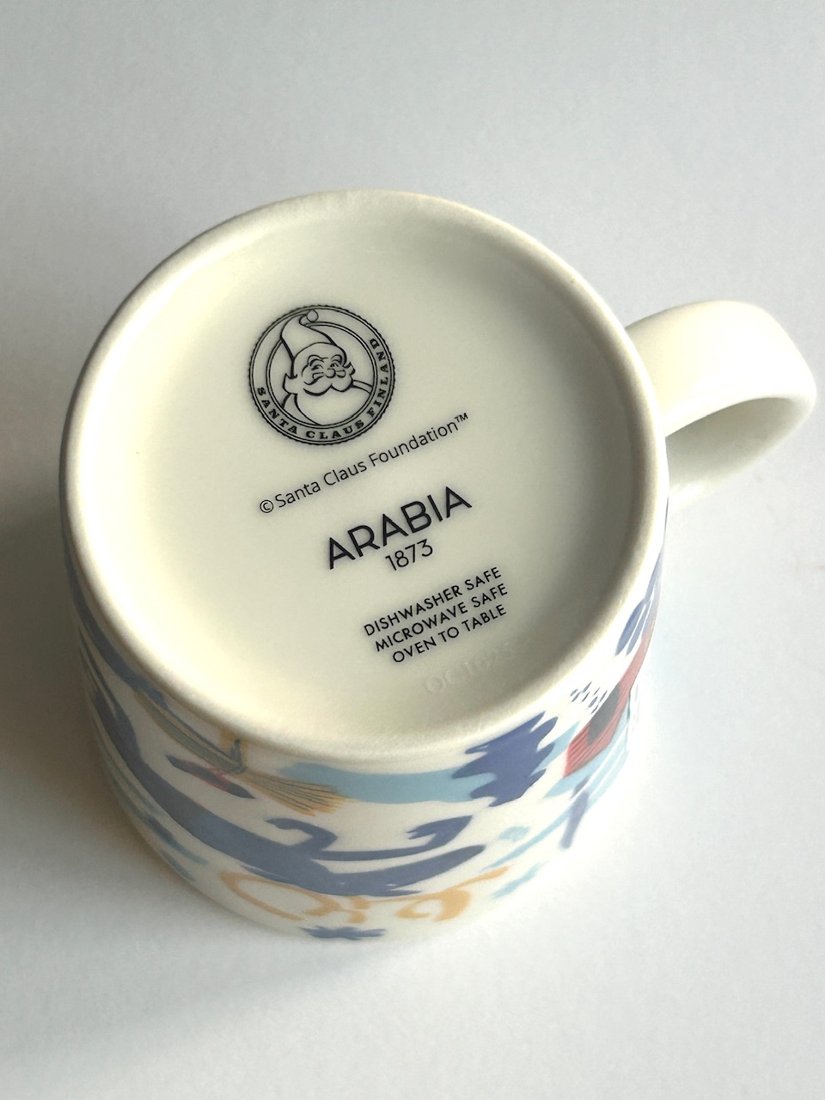 SANTA CLAUS FINLAND
©Santa Claus Foundation™
ARABIA
1873
DISHWASHER SAFE
MICROWAVE SAFE
OVEN TO TABLE